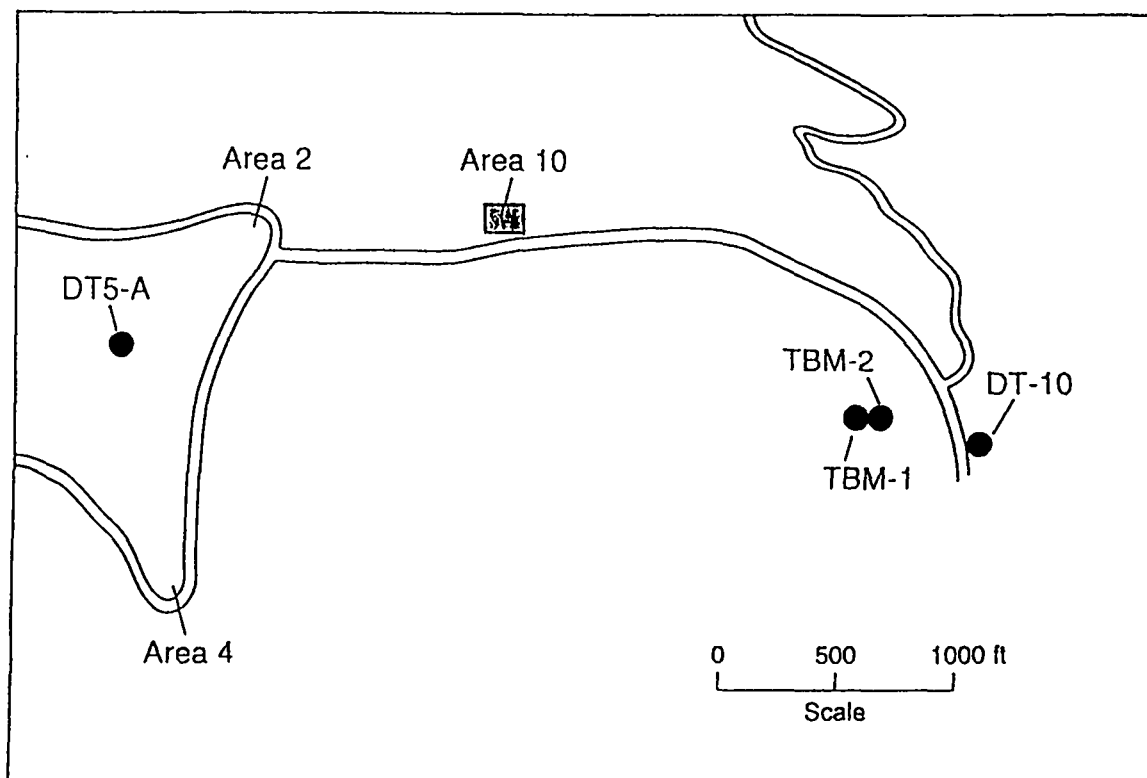 Area 2
Area 10
DT5-A
TBM-2
DT-10
TBM-1
Area 4
0 500 1000 ft
Scale